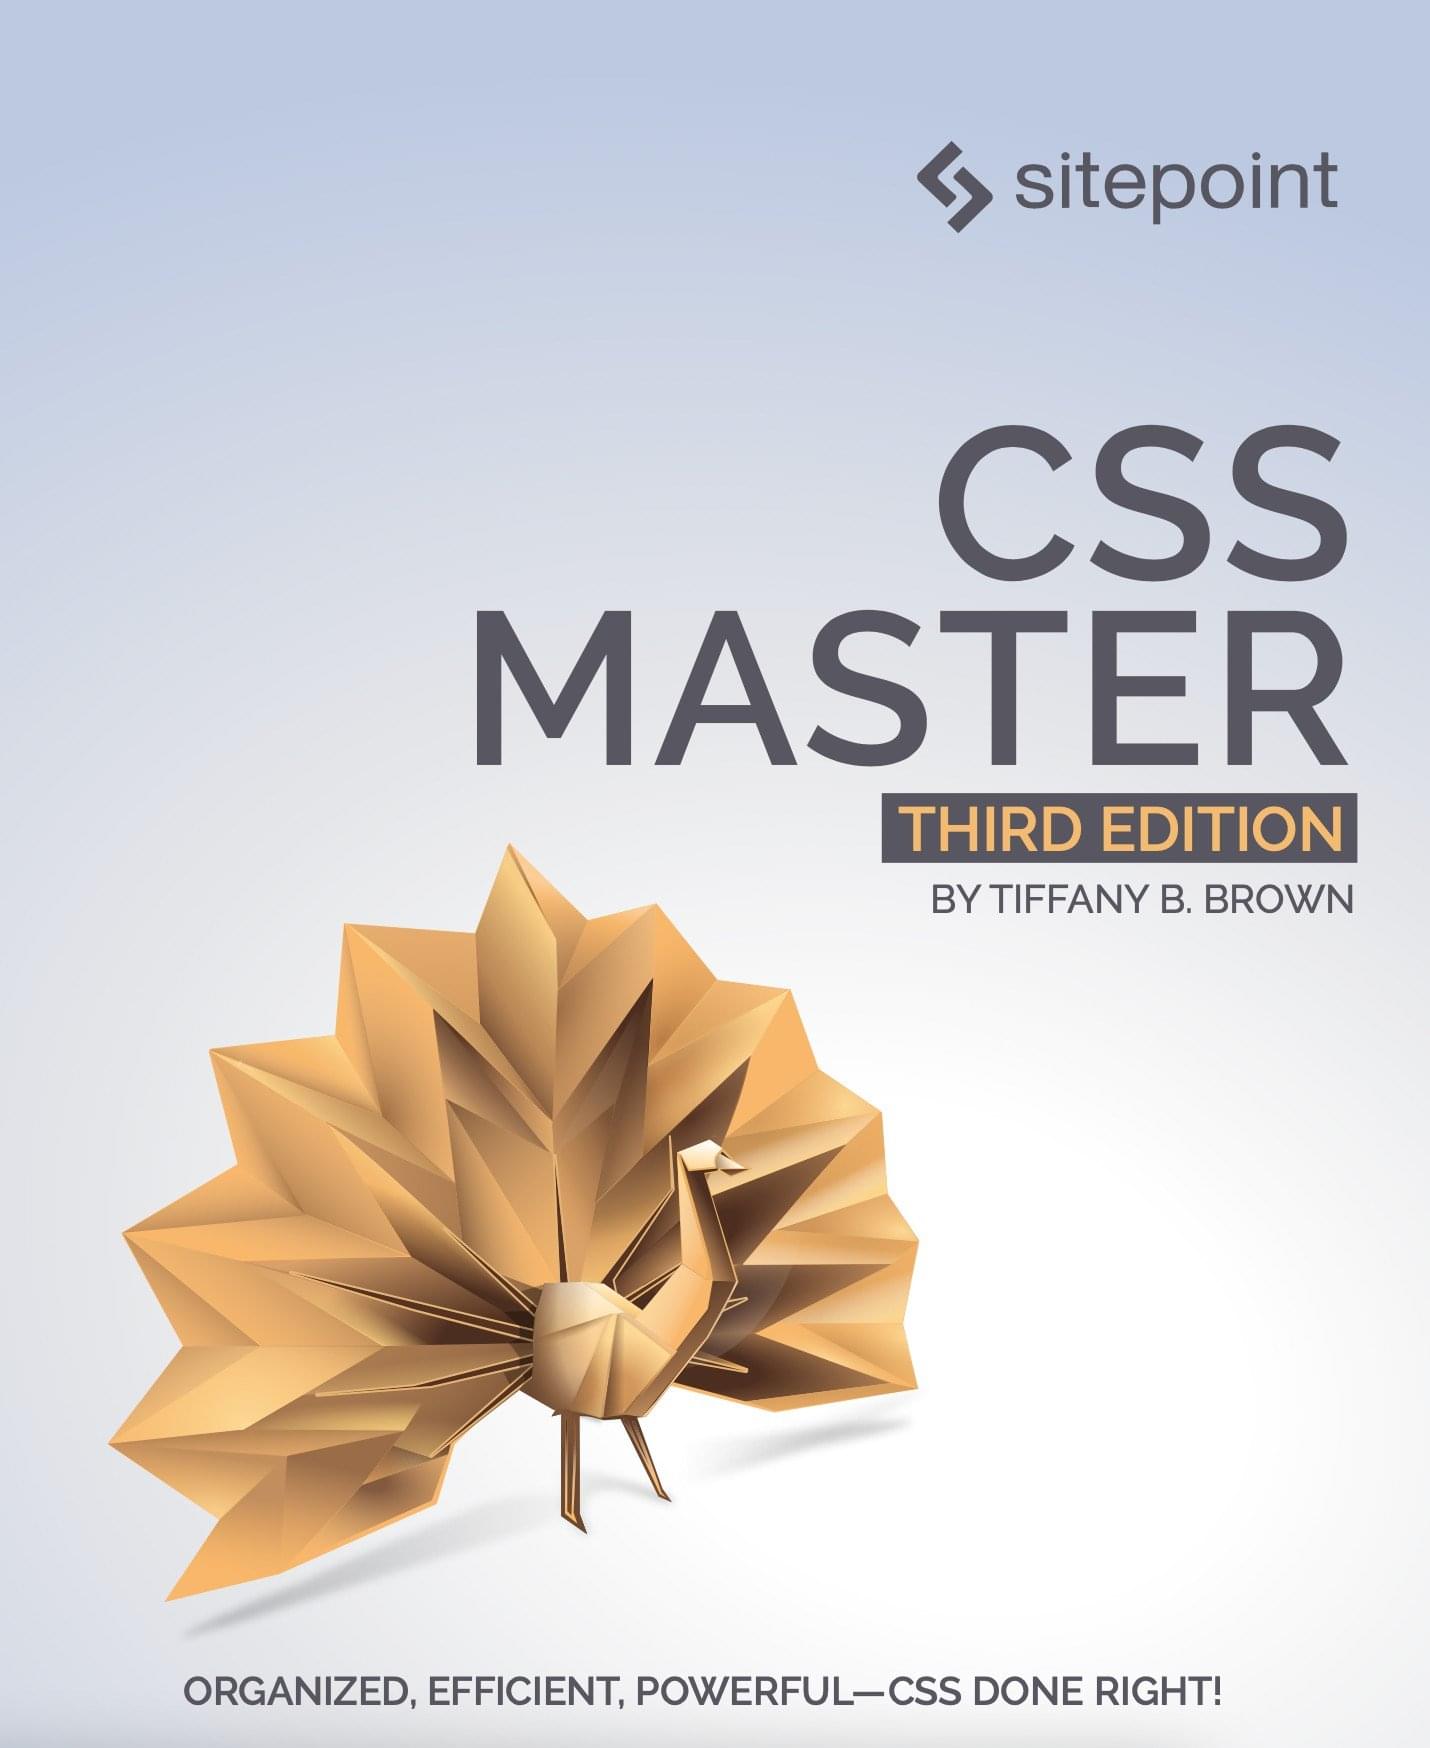 sitepoint
CSS
MASTER
THIRD EDITION
BY TIFFANY B. BROWN
ORGANIZED, EFFICIENT, POWERFUL—CSS DONE RIGHT!